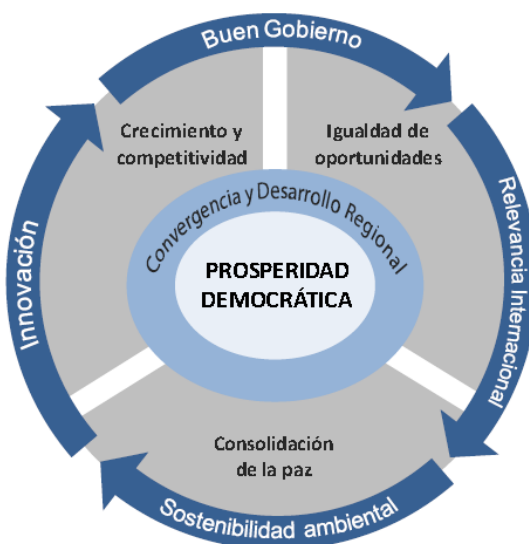 Buen Gobierno
Crecimiento y
competitividad
Igualdad de
oportunidades
Convergencia y Desarrollo Regional
PROSPERIDAD
DEMOCRÁTICA
Innovación
Relevancia Internacional
Consolidación
de la paz
Sostenibilidad ambiental